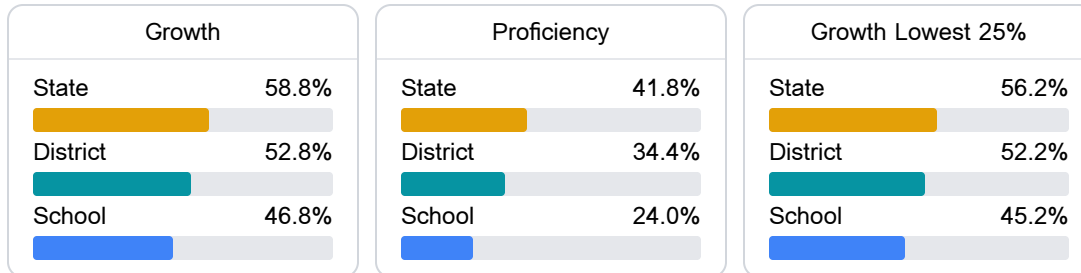 Growth
State 58.8%
District 52.8%
School 46.8%
Proficiency
State 41.8%
District 34.4%
School 24.0%
Growth Lowest 25%
State 56.2%
District 52.2%
School 45.2%